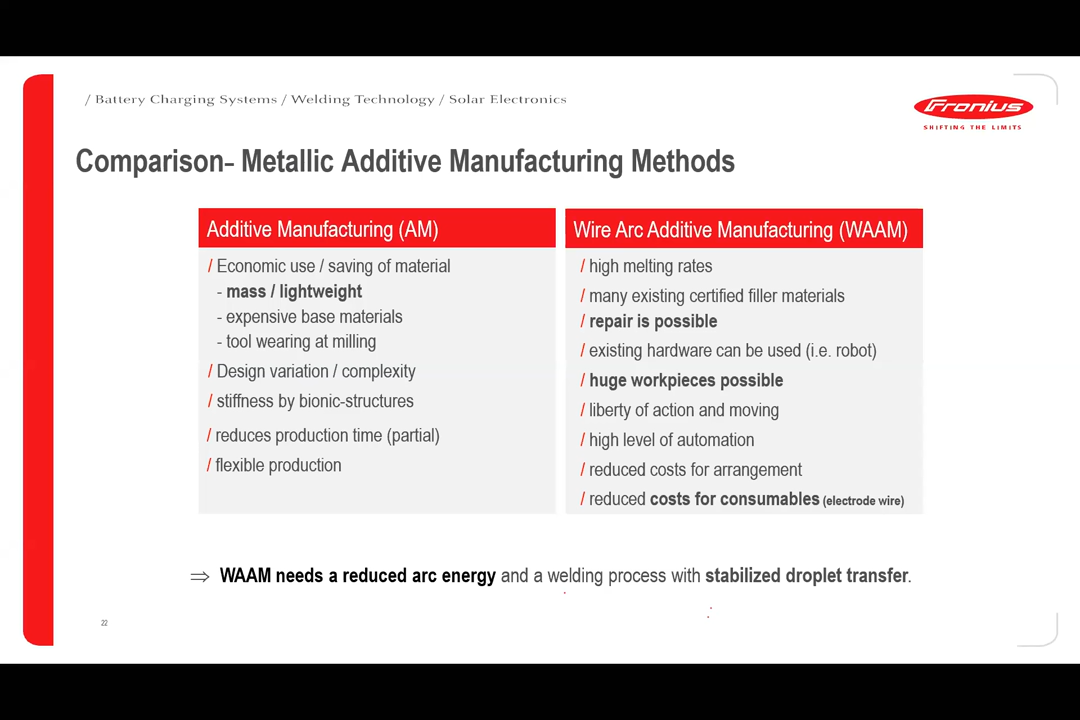 / Battery Charging Systems / Welding Technology / Solar Electronics
Fronius
SHIFTING THE LIMITS
Comparison- Metallic Additive Manufacturing Methods
Additive Manufacturing (AM)
/ Economic use / saving of material
- mass / lightweight
- expensive base materials
- tool wearing at milling
/ Design variation / complexity
/ stiffness by bionic-structures
/ reduces production time (partial)
/ flexible production
Wire Arc Additive Manufacturing (WAAM)
/ high melting rates
/ many existing certified filler materials
/ repair is possible
/ existing hardware can be used (i.e. robot)
/ huge workpieces possible
/ liberty of action and moving
/ high level of automation
/ reduced costs for arrangement
/ reduced costs for consumables (electrode wire)
⇒ WAAM needs a reduced arc energy and a welding process with stabilized droplet transfer.
22